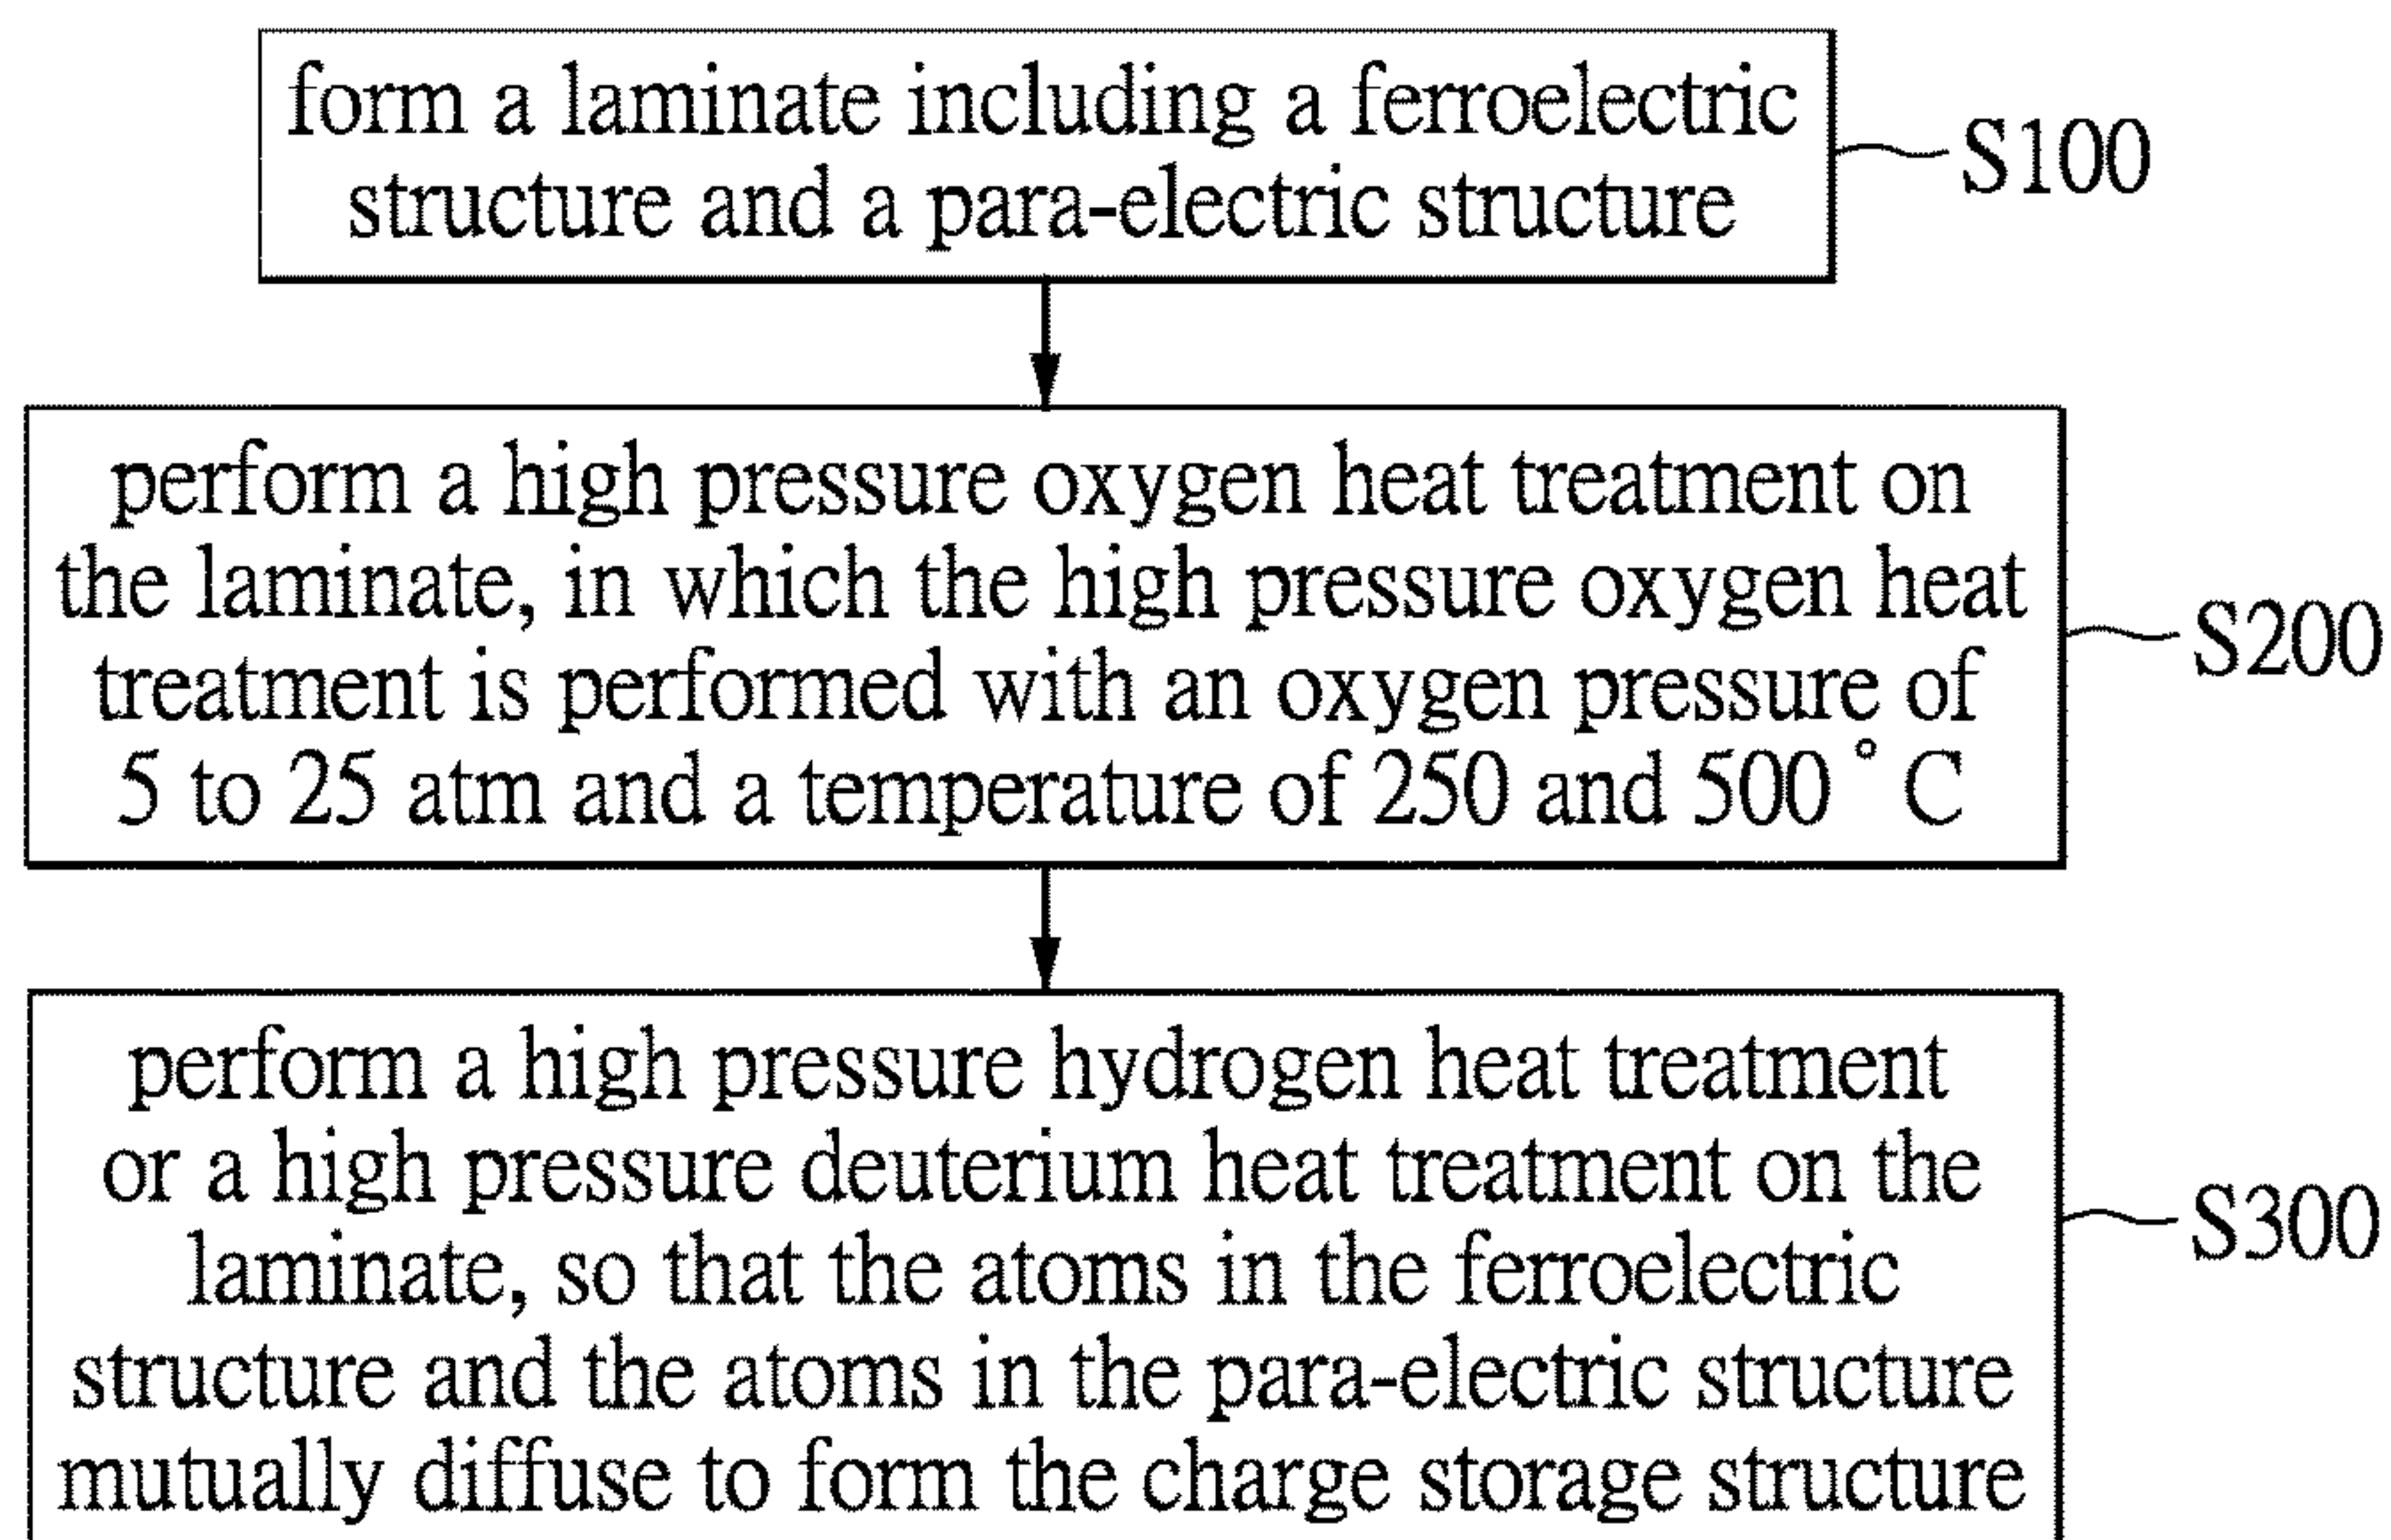 form a laminate including a ferroelectric
structure and a para-electric structure
S100
perform a high pressure oxygen heat treatment on
the laminate, in which the high pressure oxygen heat
treatment is performed with an oxygen pressure of
5 to 25 atm and a temperature of 250 and 500 ° C
S200
perform a high pressure hydrogen heat treatment
or a high pressure deuterium heat treatment on the
laminate, so that the atoms in the ferroelectric
structure and the atoms in the para-electric structure
mutually diffuse to form the charge storage structure
S300